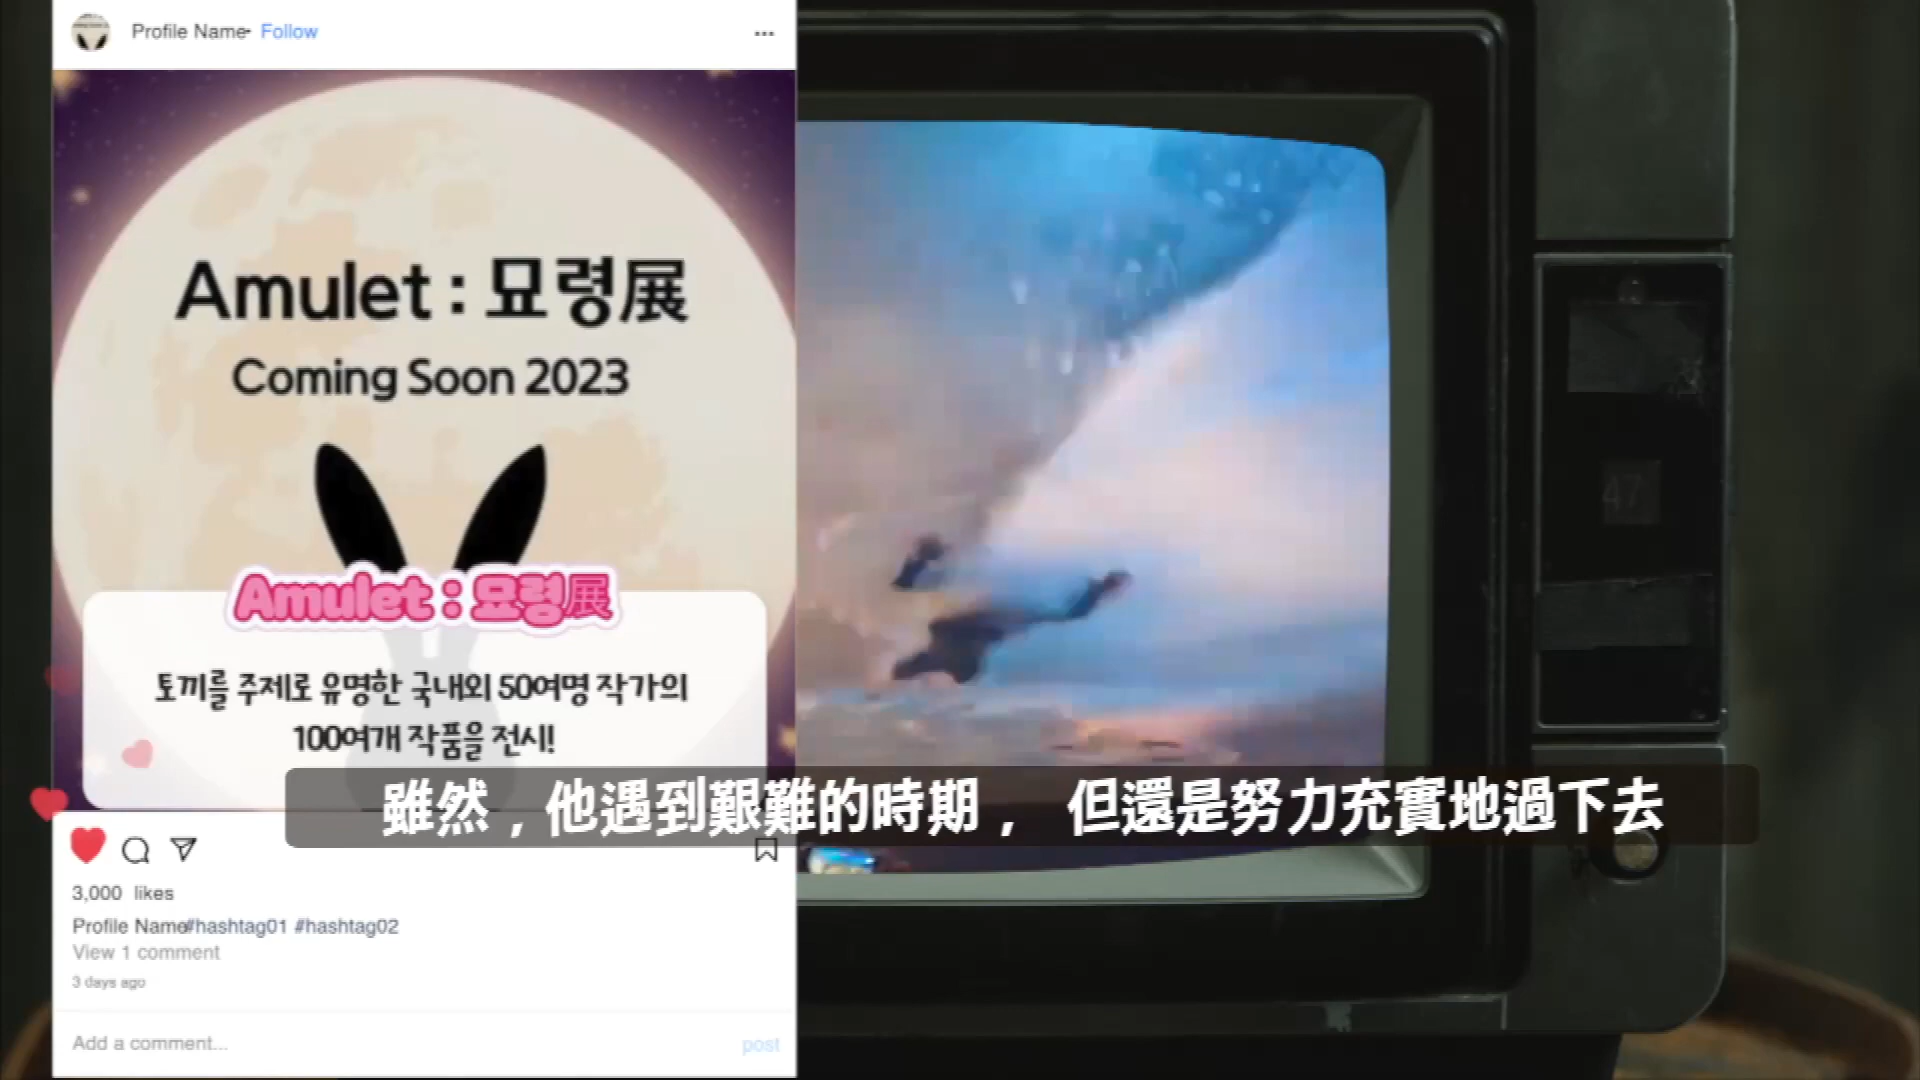 Profile Name• Follow
Amulet : 묘령展
Coming Soon 2023
Amulet : 묘령展
토끼를 주제로 유명한 국내외 50여명 작가의
100여개 작품을 전시!
雖然，他遇到艱難的時期， 但還是努力充實地過下去
3,000 likes
Profile Name#hashtag01 #hashtag02
View 1 comment
3 days ago
Add a comment...
post
47